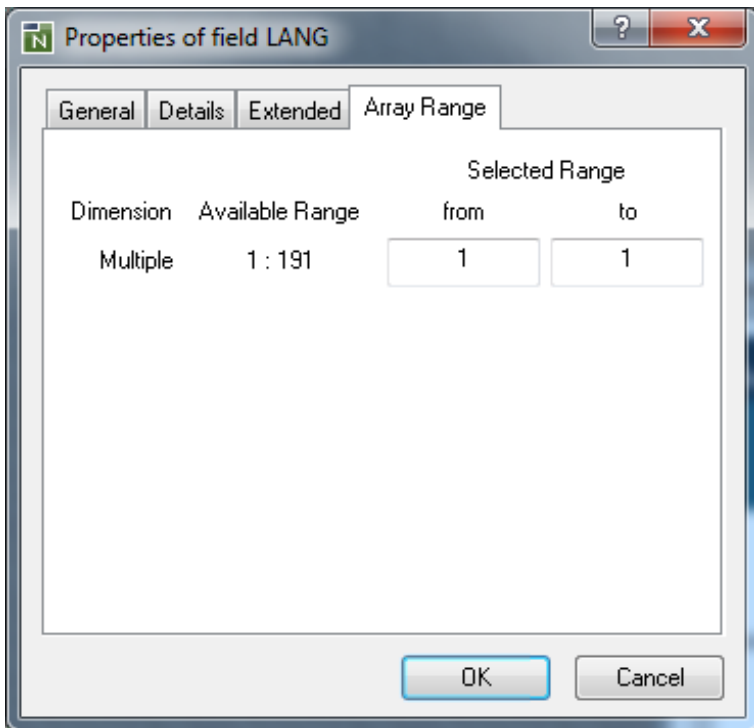 Properties of field LANG
General Details Extended Array Range
Selected Range
Dimension Available Range from to
Multiple 1 : 191 1 1
OK Cancel